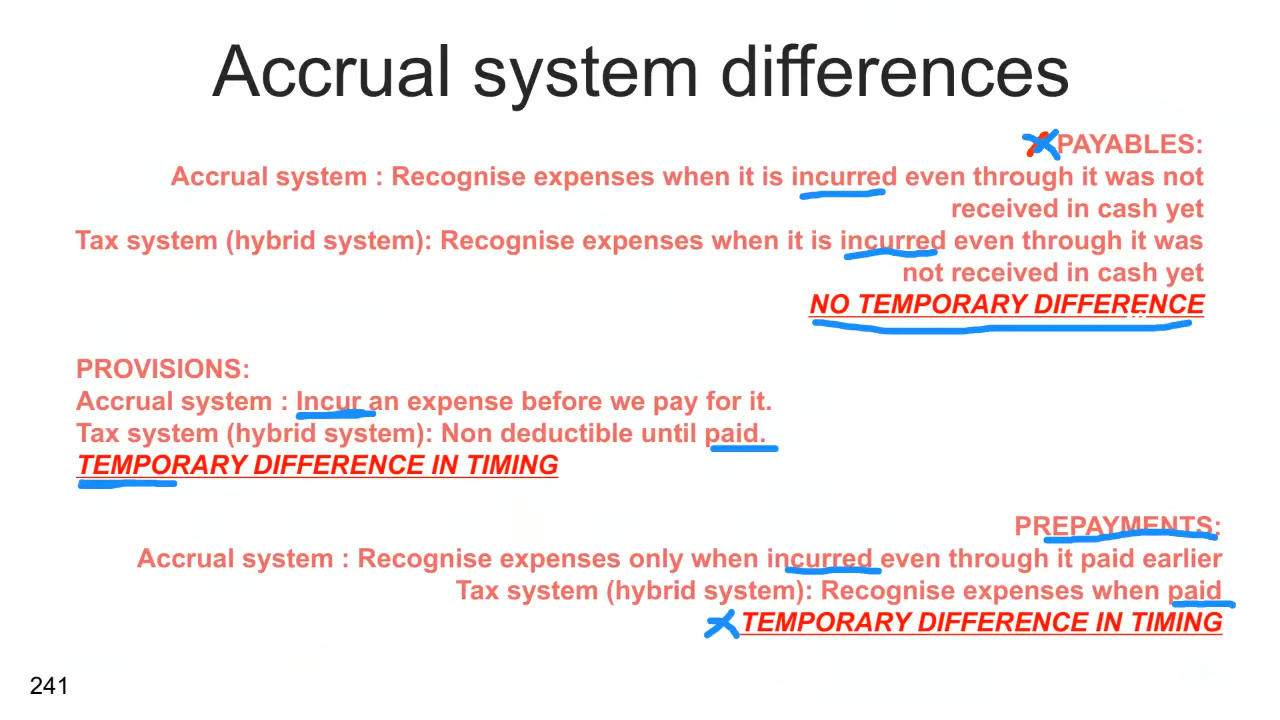 Accrual system differences
PAYABLES:
Accrual system : Recognise expenses when it is incurred even through it was not
received in cash yet
Tax system (hybrid system): Recognise expenses when it is incurred even through it was
not received in cash yet
NO TEMPORARY DIFFERENCE
PROVISIONS:
Accrual system : Incur an expense before we pay for it.
Tax system (hybrid system): Non deductible until paid.
TEMPORARY DIFFERENCE IN TIMING
PREPAYMENTS:
Accrual system : Recognise expenses only when incurred even through it paid earlier
Tax system (hybrid system): Recognise expenses when paid
TEMPORARY DIFFERENCE IN TIMING
241